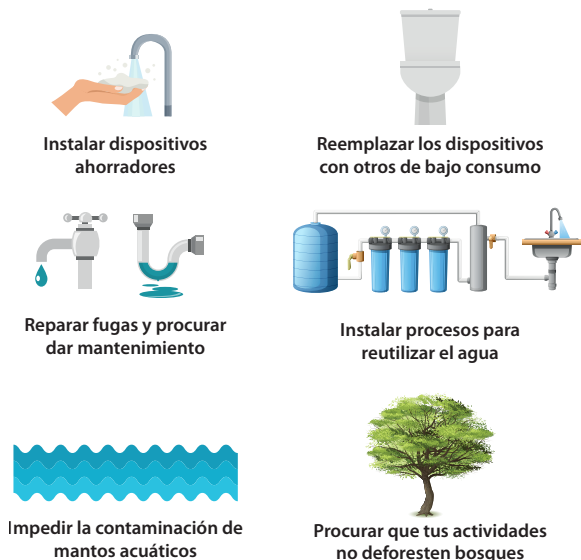 Instalar dispositivos
ahorradores
Reemplazar los dispositivos
con otros de bajo consumo
Reparar fugas y procurar
dar mantenimiento
Instalar procesos para
reutilizar el agua
Impedir la contaminación de
mantos acuáticos
Procurar que tus actividades
no deforesten bosques